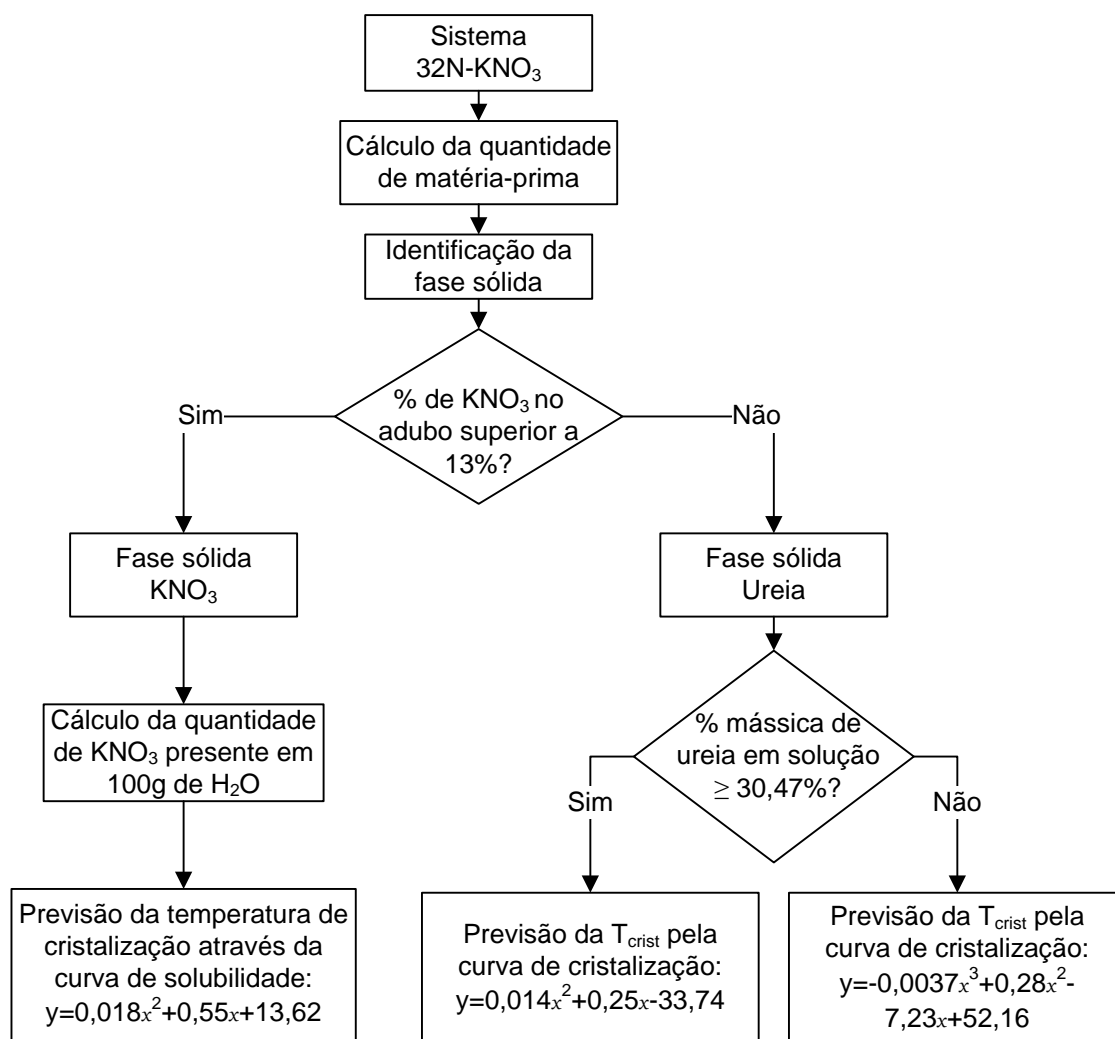 Sistema
32N-KNO₃
Cálculo da quantidade
de matéria-prima
Identificação da
fase sólida
% de KNO₃ no
adubo superior a
13%?
Sim
Não
Fase sólida
KNO₃
Fase sólida
Ureia
Cálculo da quantidade
de KNO₃ presente em
100g de H₂O
% mássica de
ureia em solução
≥ 30,47%?
Sim
Não
Previsão da temperatura de
cristalização através da
curva de solubilidade:
y=0,018x²+0,55x+13,62
Previsão da T_crist pela
curva de cristalização:
y=0,014x²+0,25x-33,74
Previsão da T_crist pela
curva de cristalização:
y=-0,0037x³+0,28x²-
7,23x+52,16